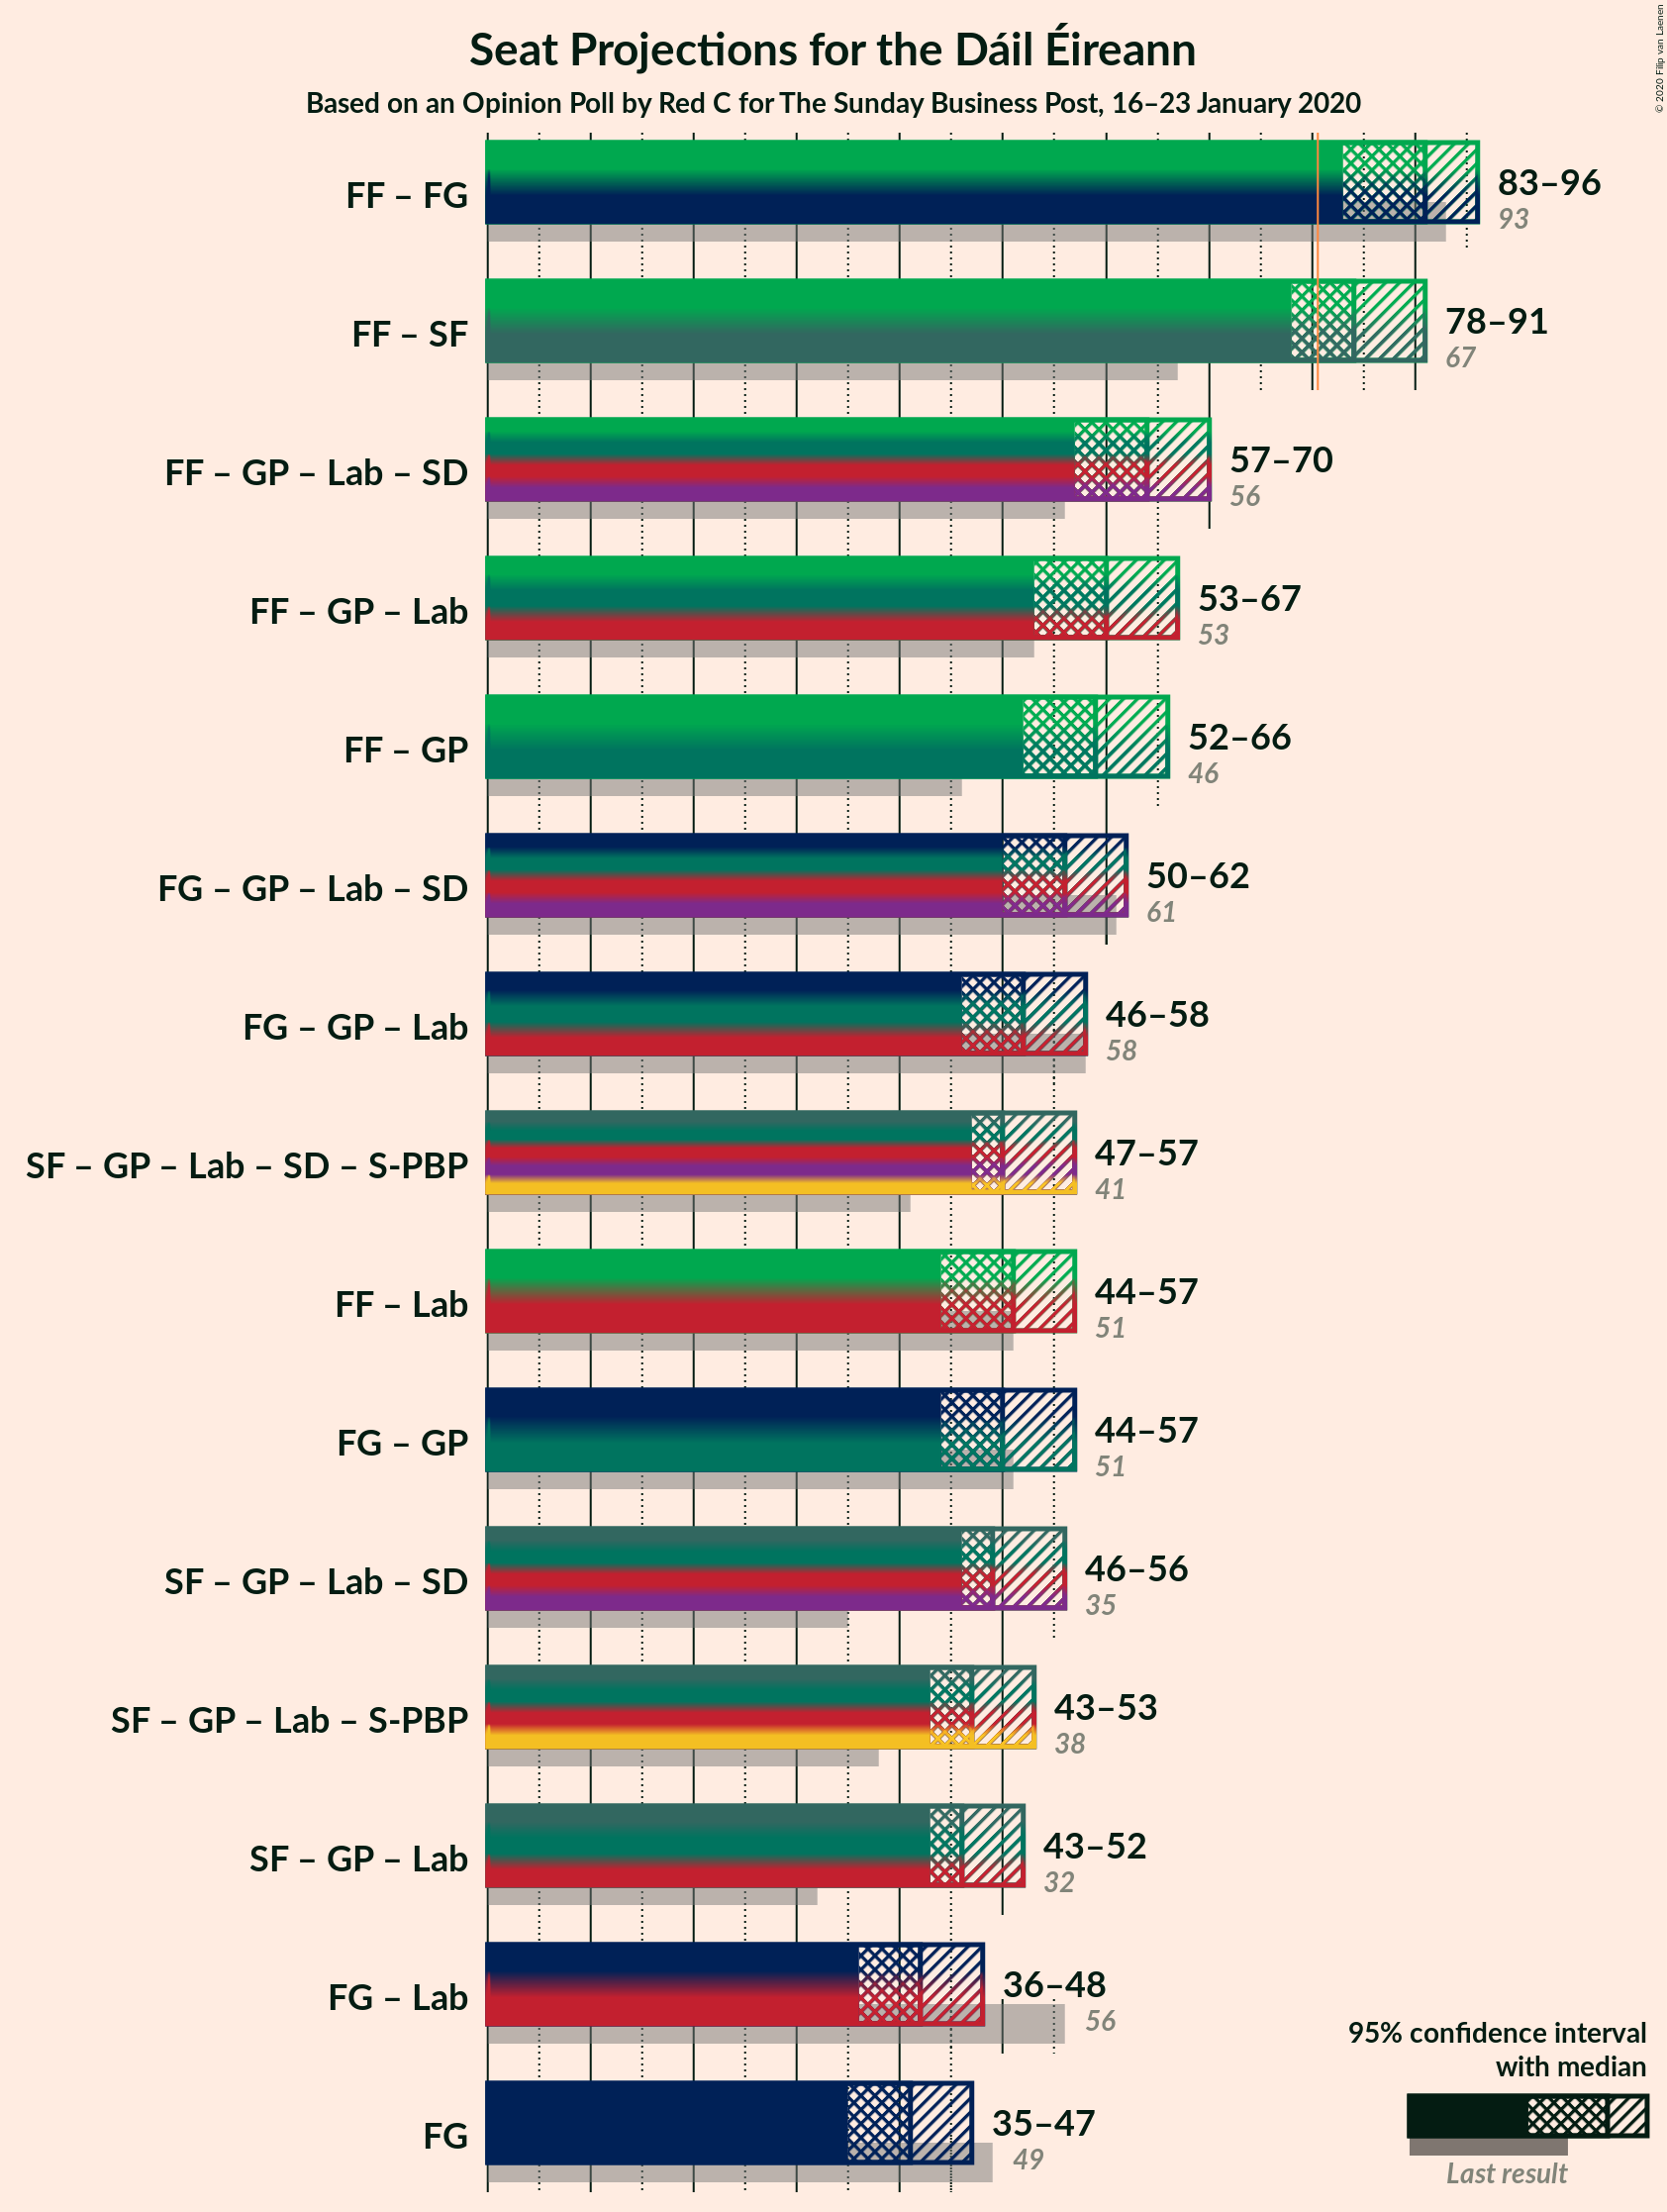 Seat Projections for the Dáil Éireann
Based on an Opinion Poll by Red C for The Sunday Business Post, 16–23 January 2020
© 2020 Filip van Laenen
FF – FG
83–96
93
FF – SF
78–91
67
FF – GP – Lab – SD
57–70
56
FF – GP – Lab
53–67
53
FF – GP
52–66
46
FG – GP – Lab – SD
50–62
61
FG – GP – Lab
46–58
58
SF – GP – Lab – SD – S-PBP
47–57
41
FF – Lab
44–57
51
FG – GP
44–57
51
SF – GP – Lab – SD
46–56
35
SF – GP – Lab – S-PBP
43–53
38
SF – GP – Lab
43–52
32
FG – Lab
36–48
56
FG
35–47
49
95% confidence interval
with median
Last result